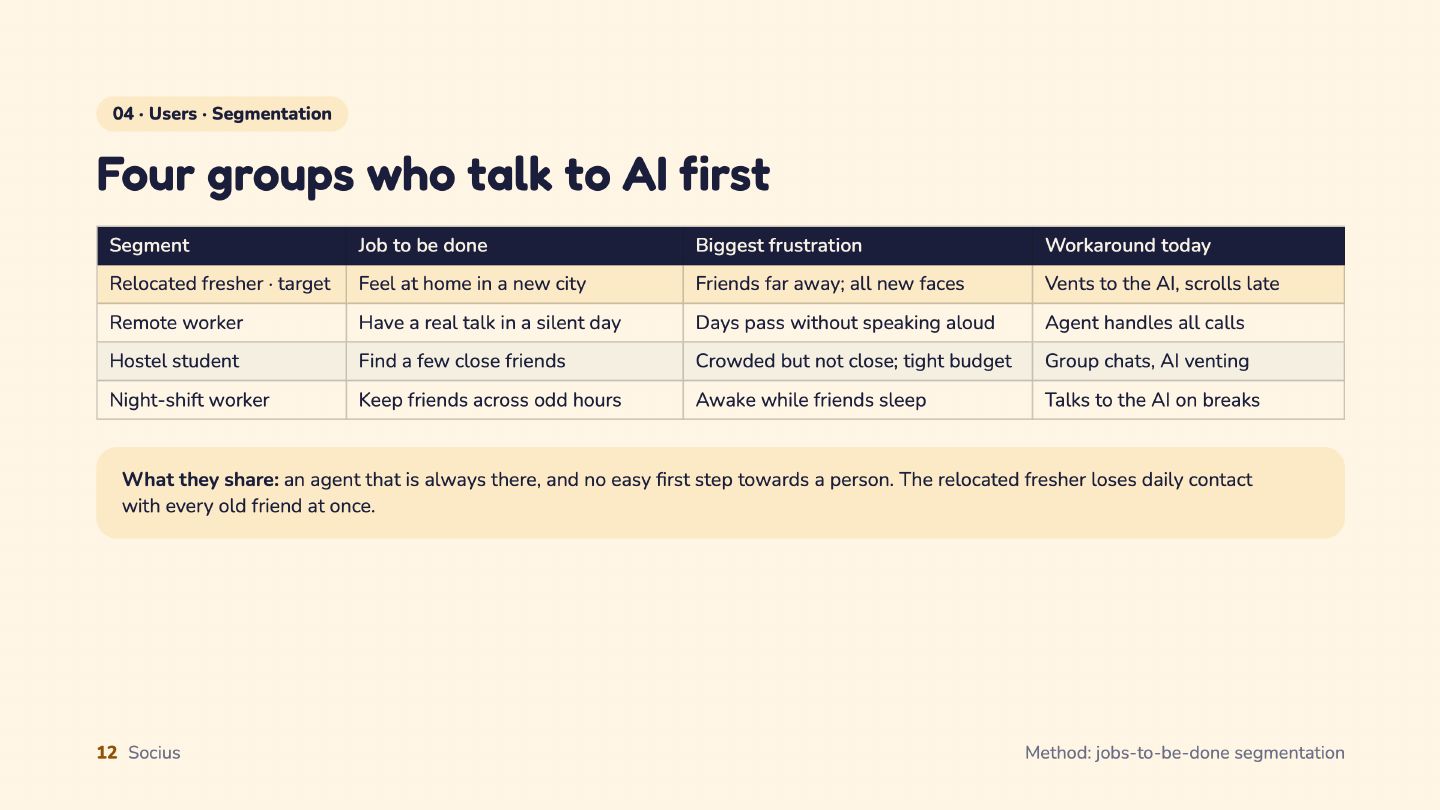 04 · Users · Segmentation
Four groups who talk to AI first
Segment Job to be done Biggest frustration Workaround today
Relocated fresher · target Feel at home in a new city Friends far away; all new faces Vents to the AI, scrolls late
Remote worker Have a real talk in a silent day Days pass without speaking aloud Agent handles all calls
Hostel student Find a few close friends Crowded but not close; tight budget Group chats, AI venting
Night-shift worker Keep friends across odd hours Awake while friends sleep Talks to the AI on breaks
What they share: an agent that is always there, and no easy first step towards a person. The relocated fresher loses daily contact
with every old friend at once.
12 Socius Method: jobs-to-be-done segmentation